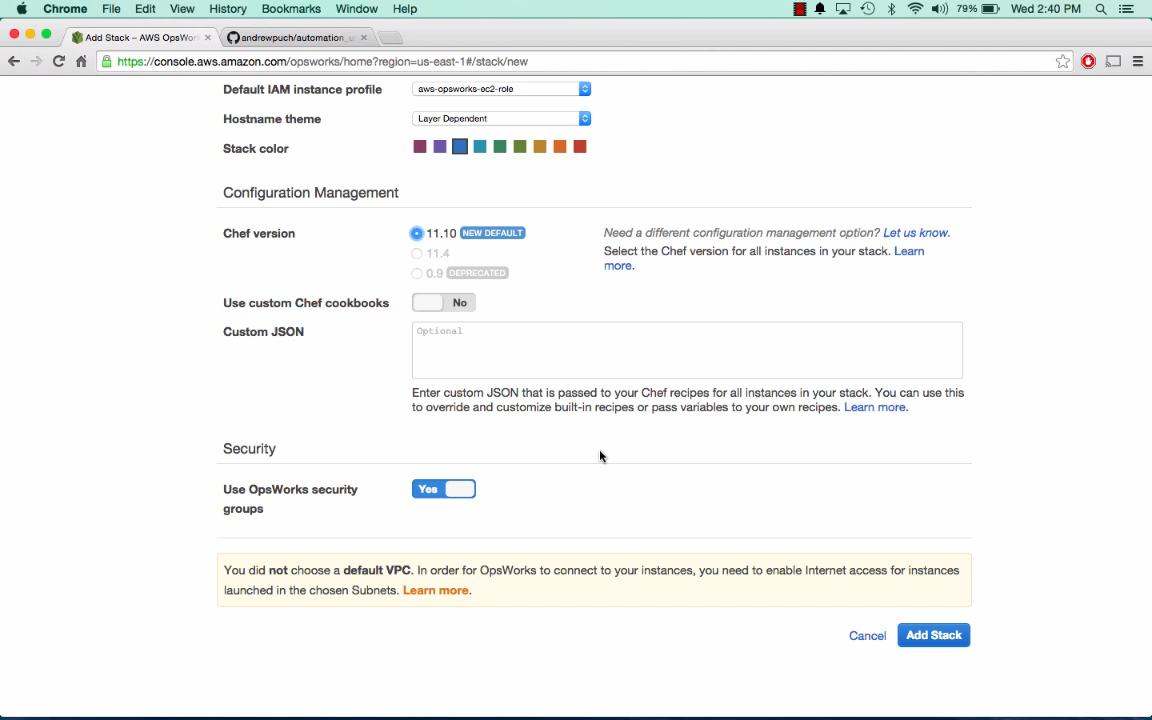 Chrome File Edit View History Bookmarks Window Help 79% Wed 2:40 PM
Add Stack – AWS OpsWor andrewpuch/automation_
https://console.aws.amazon.com/opsworks/home?region=us-east-1#/stack/new
Default IAM instance profile aws-opsworks-ec2-role
Hostname theme Layer Dependent
Stack color
Configuration Management
Chef version 11.10 NEW DEFAULT Need a different configuration management option? Let us know.
11.4 Select the Chef version for all instances in your stack. Learn
0.9 DEPRECATED more.
Use custom Chef cookbooks No
Custom JSON Optional
Enter custom JSON that is passed to your Chef recipes for all instances in your stack. You can use this
to override and customize built-in recipes or pass variables to your own recipes. Learn more.
Security
Use OpsWorks security Yes
groups
You did not choose a default VPC. In order for OpsWorks to connect to your instances, you need to enable Internet access for instances
launched in the chosen Subnets. Learn more.
Cancel Add Stack